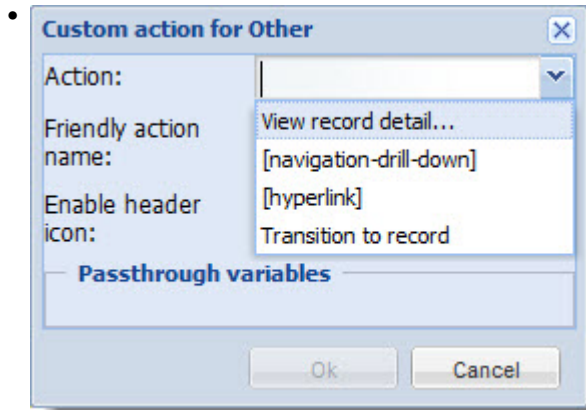 Custom action for Other
Action:
View record detail...
Friendly action
name:
[navigation-drill-down]
[hyperlink]
Enable header
icon:
Transition to record
Passthrough variables
Ok
Cancel